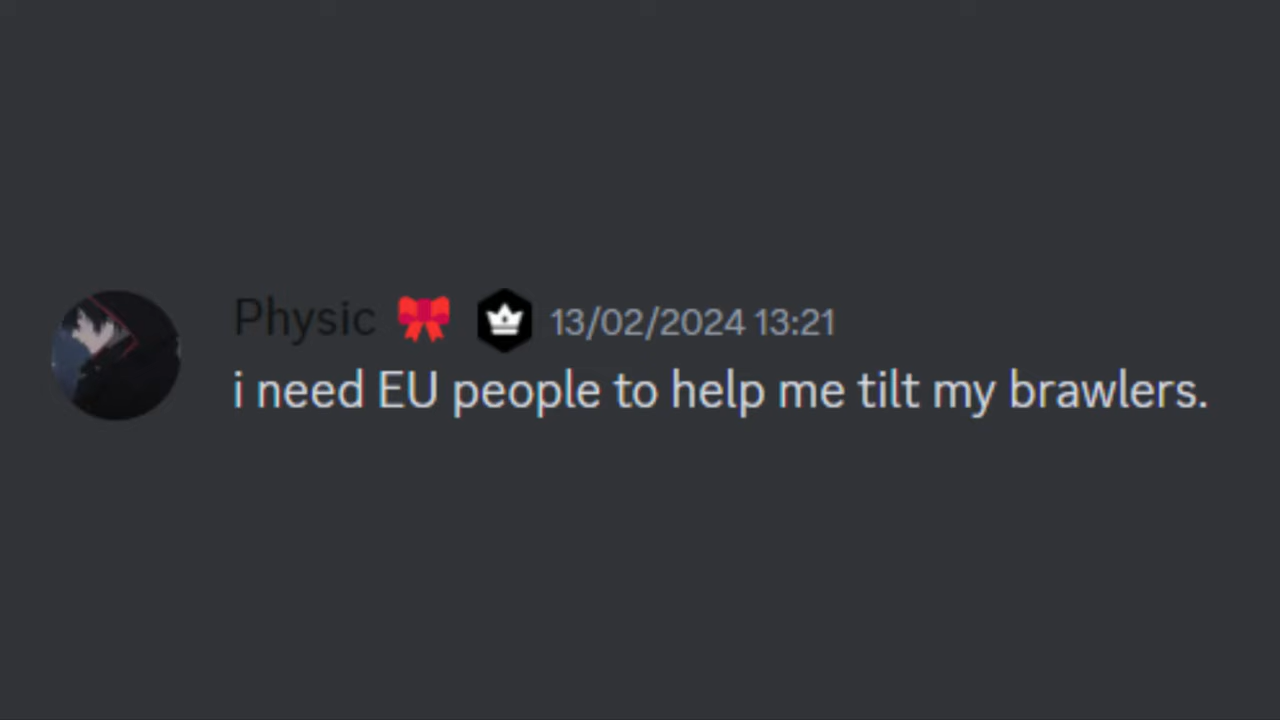 Physic 🎀 13/02/2024 13:21
i need EU people to help me tilt my brawlers.